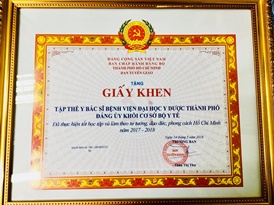 ĐẢNG CỘNG SẢN VIỆT NAM
BAN CHẤP HÀNH ĐẢNG BỘ
THÀNH PHỐ HỒ CHÍ MINH
BAN TUYÊN GIÁO
TẶNG
GIẤY KHEN
TẬP THỂ Y BÁC SĨ BỆNH VIỆN ĐẠI HỌC Y DƯỢC THÀNH PHỐ
ĐẢNG ỦY KHỐI CƠ SỞ BỘ Y TẾ
Đã thực hiện tốt học tập và làm theo tư tưởng, đạo đức, phong cách Hồ Chí Minh
năm 2017 - 2018
TRƯỞNG BAN